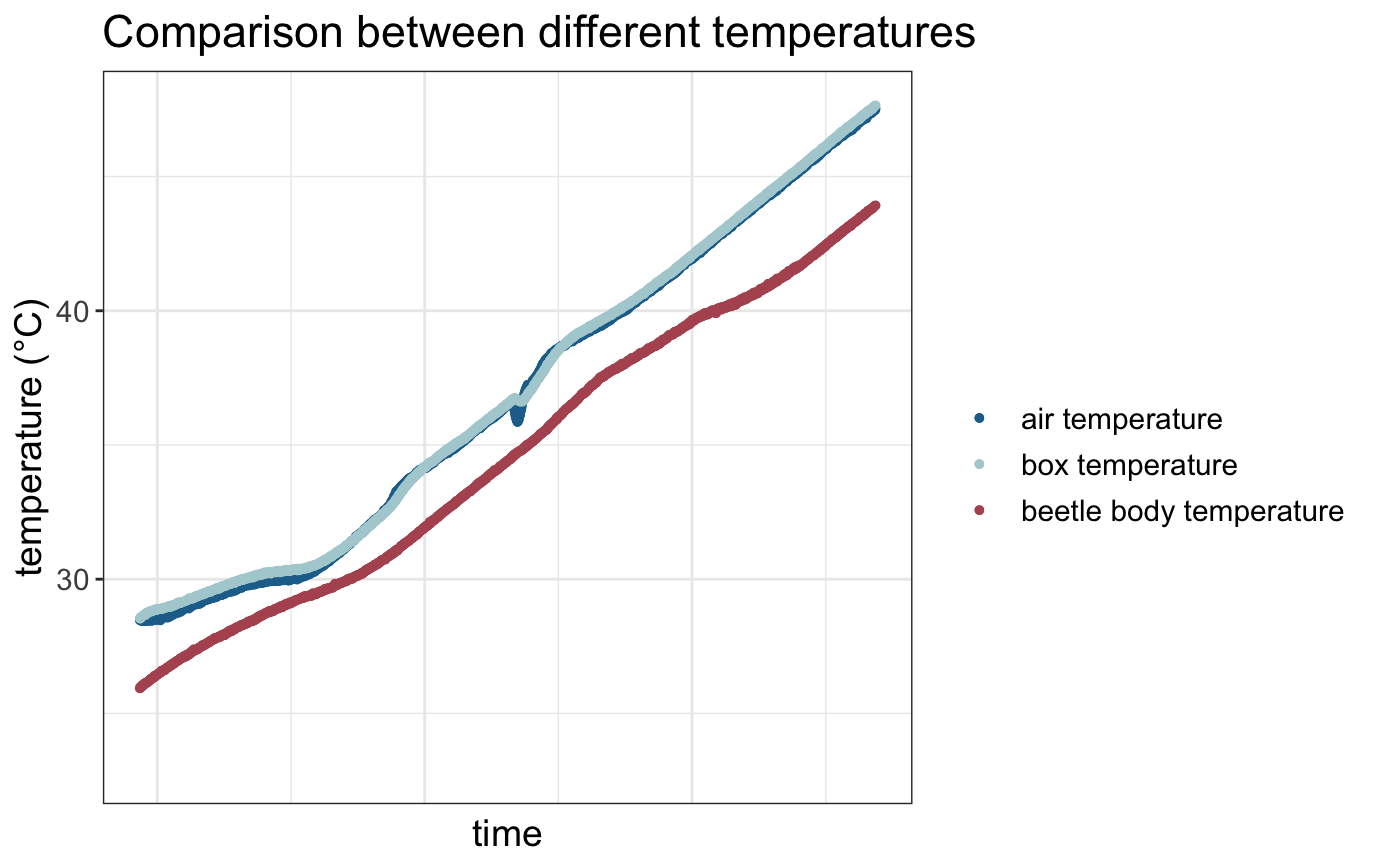 Comparison between different temperatures
temperature (°C)
40
30
time
air temperature
box temperature
beetle body temperature